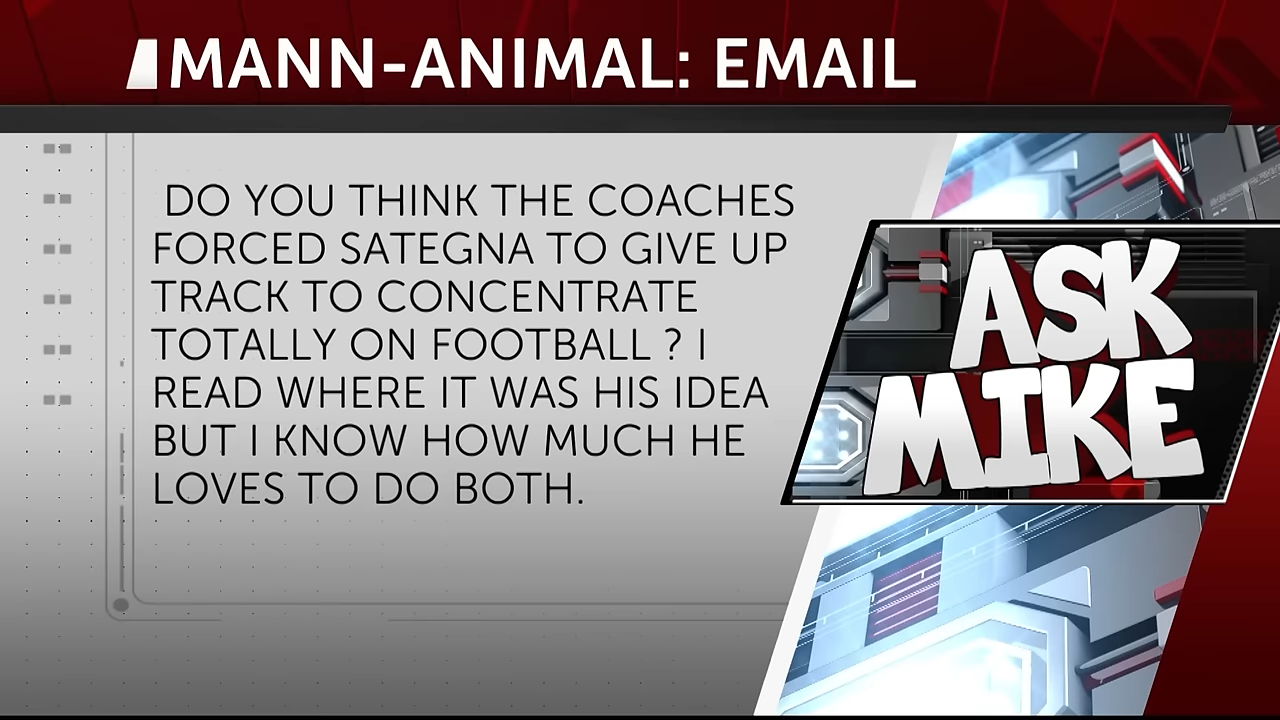 MANN-ANIMAL: EMAIL
DO YOU THINK THE COACHES
FORCED SATEGNA TO GIVE UP
TRACK TO CONCENTRATE
TOTALLY ON FOOTBALL ? I
READ WHERE IT WAS HIS IDEA
BUT I KNOW HOW MUCH HE
LOVES TO DO BOTH.
ASK
MIKE